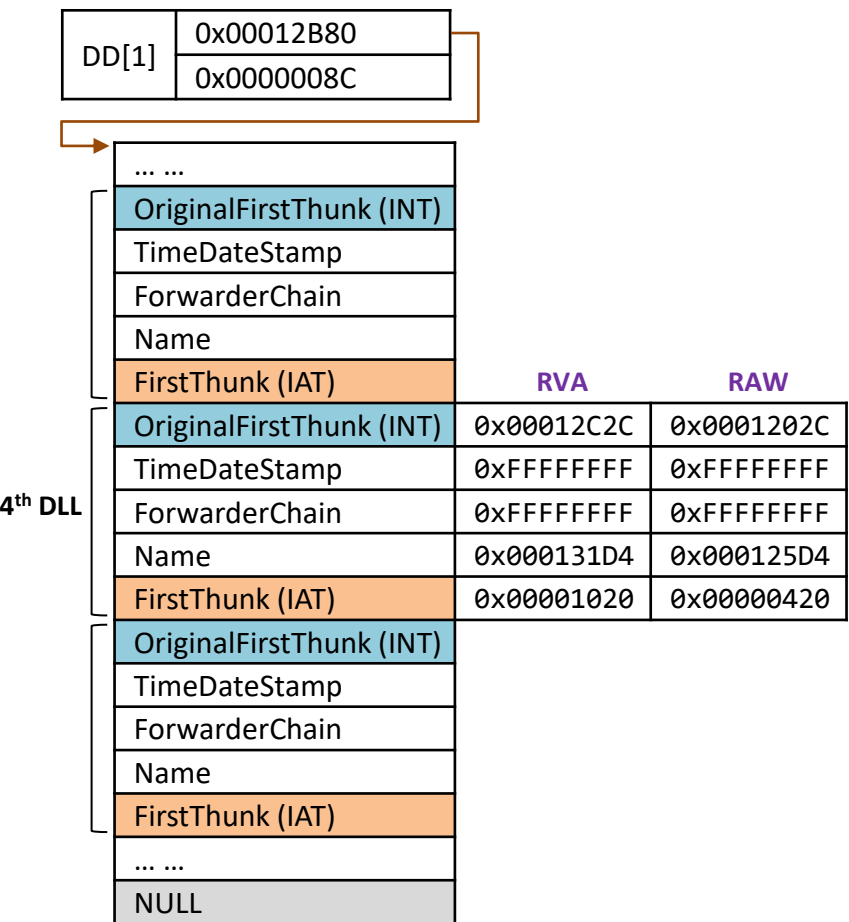 DD[1]
0x00012B80
0x0000008C
... ...
OriginalFirstThunk (INT)
TimeDateStamp
ForwarderChain
Name
FirstThunk (IAT) RVA RAW
OriginalFirstThunk (INT) 0x00012C2C 0x0001202C
TimeDateStamp 0xFFFFFFFF 0xFFFFFFFF
4th DLL ForwarderChain 0xFFFFFFFF 0xFFFFFFFF
Name 0x000131D4 0x000125D4
FirstThunk (IAT) 0x00001020 0x00000420
OriginalFirstThunk (INT)
TimeDateStamp
ForwarderChain
Name
FirstThunk (IAT)
... ...
NULL